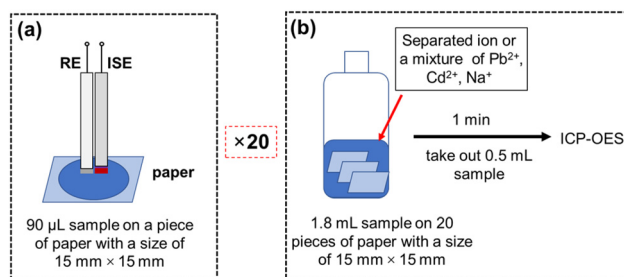 (a)
RE
ISE
paper
90 µL sample on a piece
of paper with a size of
15 mm × 15 mm
×20
(b)
Separated ion or
a mixture of Pb²⁺,
Cd²⁺, Na⁺
1 min
take out 0.5 mL
sample
ICP-OES
1.8 mL sample on 20
pieces of paper with a size
of 15 mm × 15 mm